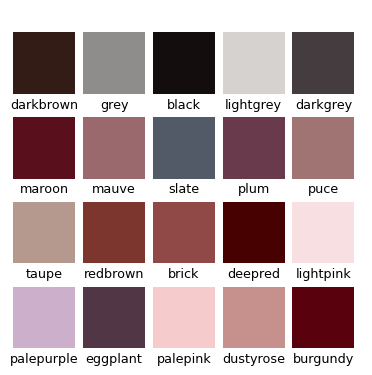 darkbrown grey black lightgrey darkgrey
maroon mauve slate plum puce
taupe redbrown brick deepred lightpink
palepurple eggplant palepink dustyrose burgundy